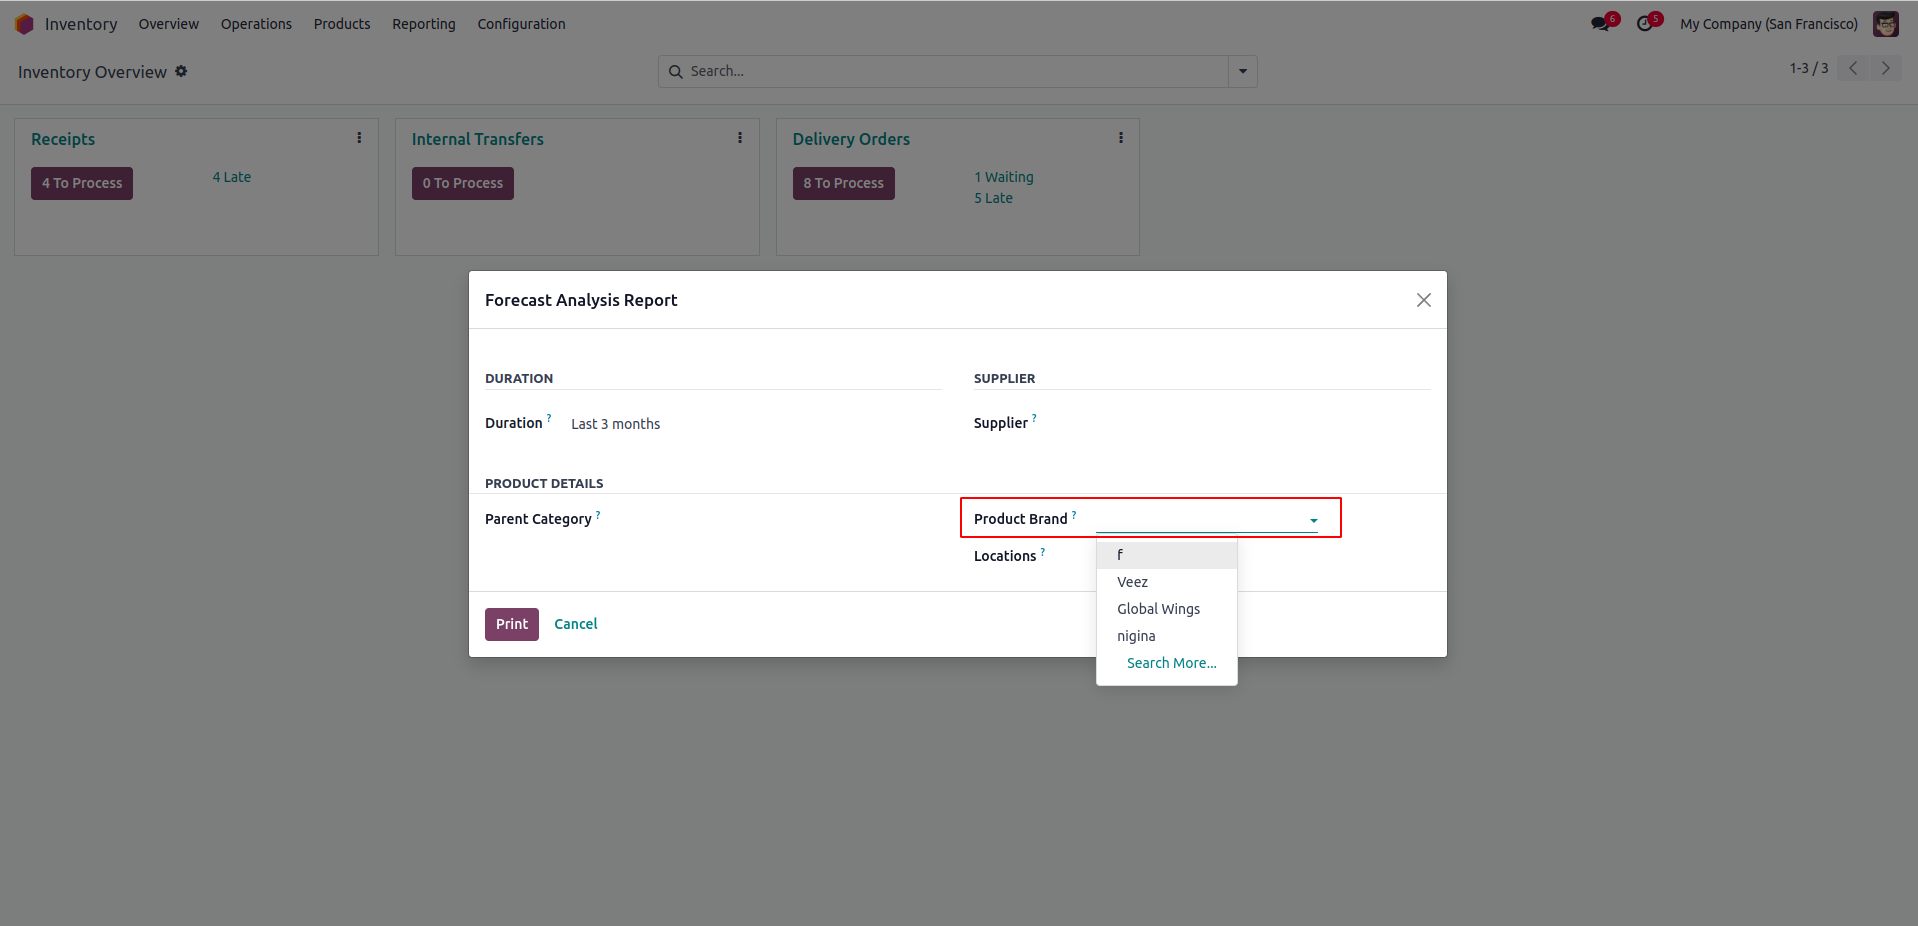 Inventory Overview Operations Products Reporting Configuration 6 5 My Company (San Francisco)
Inventory Overview Search... 1-3 / 3
Receipts Internal Transfers Delivery Orders
4 To Process 4 Late 0 To Process 8 To Process 1 Waiting
5 Late
Forecast Analysis Report
DURATION SUPPLIER
Duration ? Last 3 months Supplier ?
PRODUCT DETAILS
Parent Category ? Product Brand ?
Locations ?
f
Veez
Global Wings
nigina
Search More...
Print Cancel